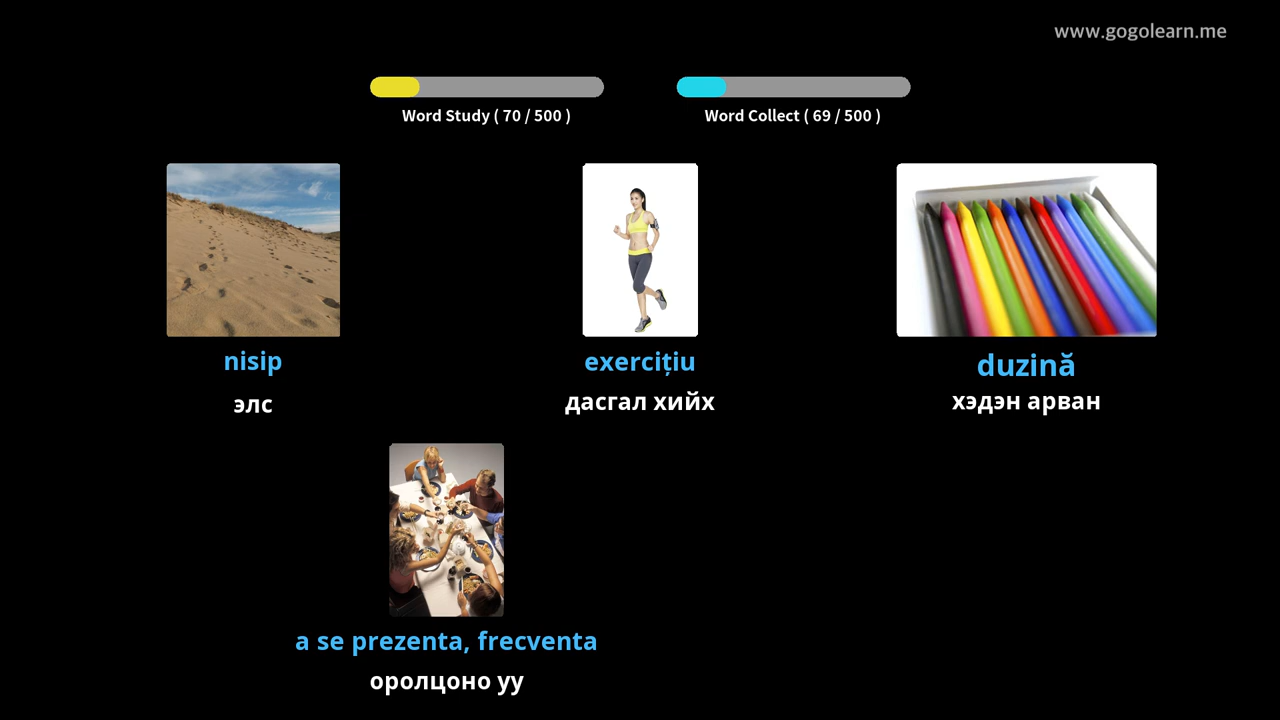 www.gogolearn.me
Word Study ( 70 / 500 )
Word Collect ( 69 / 500 )
nisip
элс
exercițiu
дасгал хийх
duzină
хэдэн арван
a se prezenta, frecventa
оролцоно уу